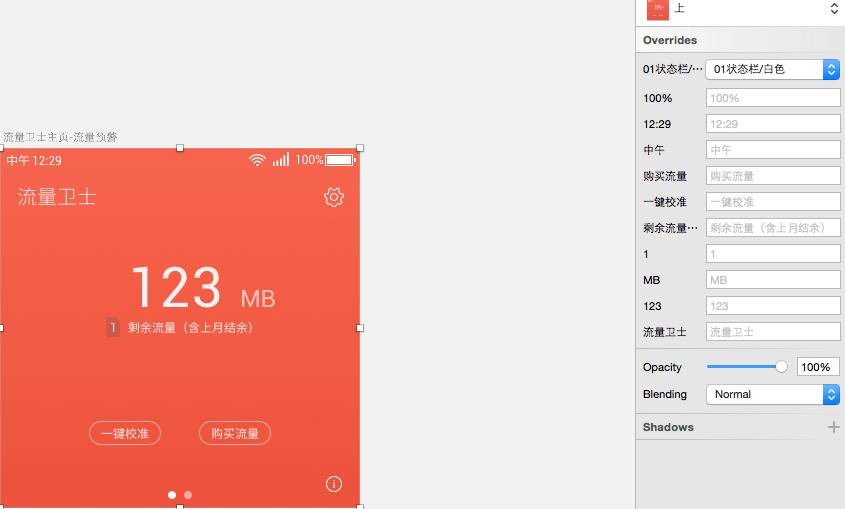 上
Overrides
01状态栏/… 01状态栏/白色
100% 100%
12:29 12:29
中午 中午
购买流量 购买流量
一键校准 一键校准
剩余流量… 剩余流量（含上月结余）
1 1
MB MB
123 123
流量卫士 流量卫士
Opacity 100%
Blending Normal
Shadows
流量卫士主页-流量预警
中午 12:29 100%
流量卫士
123 MB
1 剩余流量（含上月结余）
一键校准 购买流量